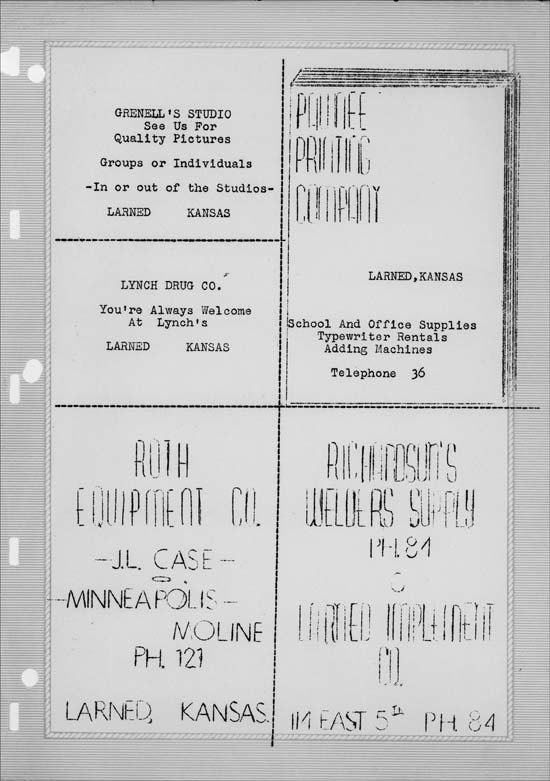 GRENELL'S STUDIO
See Us For
Quality Pictures
Groups or Individuals
-In or out of the Studios-
LARNED KANSAS
LYNCH DRUG CO.
You're Always Welcome
At Lynch's
LARNED KANSAS
PRINTING
COMPANY
LARNED,KANSAS
School And Office Supplies
Typewriter Rentals
Adding Machines
Telephone 36
RUTH
EQUIPMENT CO.
-J.L. CASE-
-MINNEAPOLIS-
MOLINE
PH. 121
LARNED, KANSAS.
RICHARDSON'S
WELDERS SUPPLY
PH. 84
LARNED IMPLEMENT
CO.
114 EAST 5th PH. 84